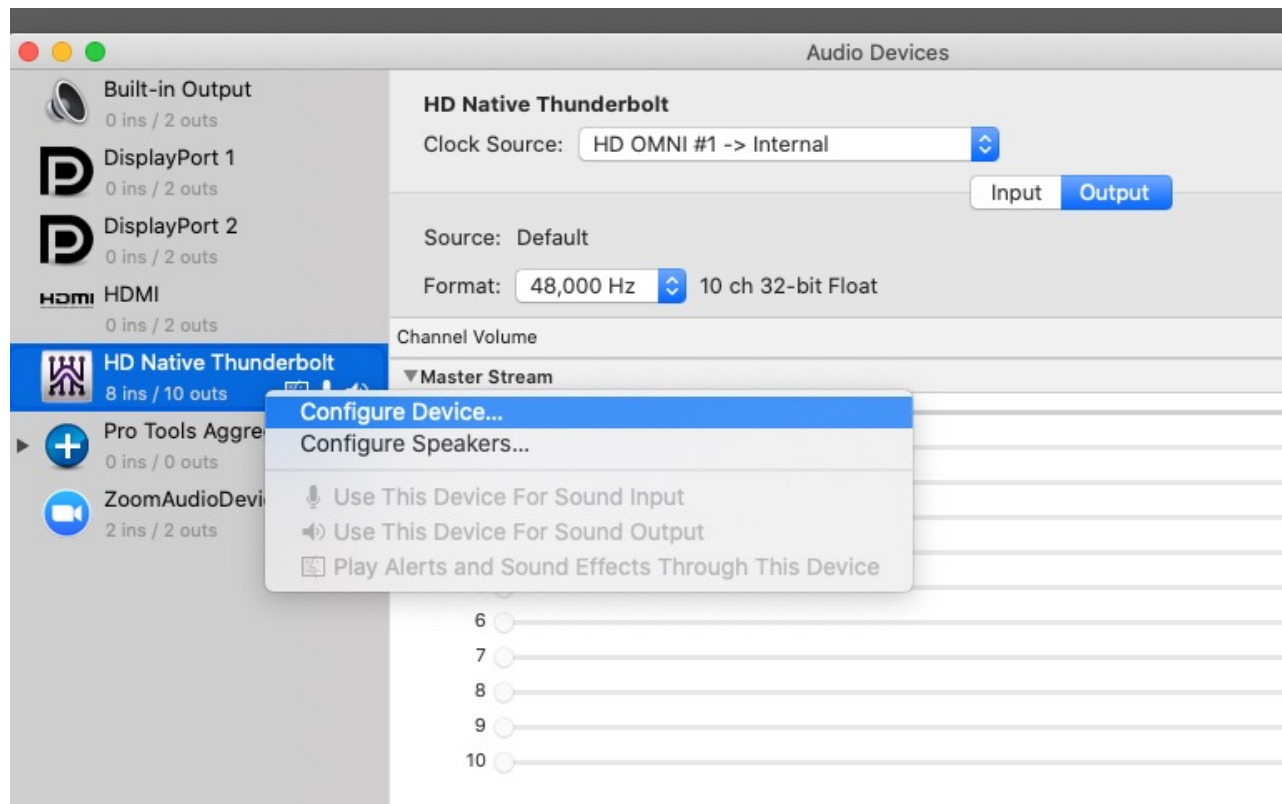 Audio Devices
Built-in Output
0 ins / 2 outs
DisplayPort 1
0 ins / 2 outs
DisplayPort 2
0 ins / 2 outs
HDMI
HDMI
0 ins / 2 outs
HD Native Thunderbolt
8 ins / 10 outs
Pro Tools Aggre
0 ins / 0 outs
ZoomAudioDevi
2 ins / 2 outs
HD Native Thunderbolt
Clock Source: HD OMNI #1 -> Internal
Input Output
Source: Default
Format: 48,000 Hz 10 ch 32-bit Float
Channel Volume
Master Stream
Configure Device...
Configure Speakers...
Use This Device For Sound Input
Use This Device For Sound Output
Play Alerts and Sound Effects Through This Device
6
7
8
9
10